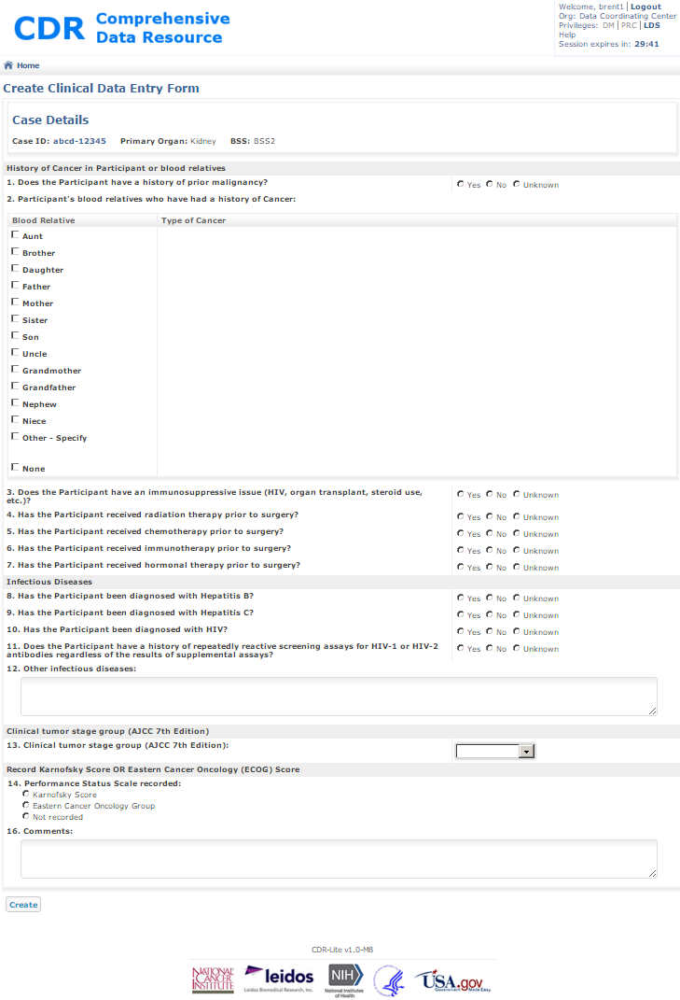 CDR Comprehensive
Data Resource
Welcome, brent1 | Logout
Org: Data Coordinating Center
Privileges: DM | PRC | LDS
Help
Session expires in: 29:41
Home
Create Clinical Data Entry Form
Case Details
Case ID: abcd-12345 Primary Organ: Kidney BSS: BSS2
History of Cancer in Participant or blood relatives
1. Does the Participant have a history of prior malignancy? Yes No Unknown
2. Participant's blood relatives who have had a history of Cancer:
Blood Relative Type of Cancer
Aunt
Brother
Daughter
Father
Mother
Sister
Son
Uncle
Grandmother
Grandfather
Nephew
Niece
Other - Specify
None
3. Does the Participant have an immunosuppressive issue (HIV, organ transplant, steroid use,
etc.)? Yes No Unknown
4. Has the Participant received radiation therapy prior to surgery? Yes No Unknown
5. Has the Participant received chemotherapy prior to surgery? Yes No Unknown
6. Has the Participant received immunotherapy prior to surgery? Yes No Unknown
7. Has the Participant received hormonal therapy prior to surgery? Yes No Unknown
Infectious Diseases
8. Has the Participant been diagnosed with Hepatitis B? Yes No Unknown
9. Has the Participant been diagnosed with Hepatitis C? Yes No Unknown
10. Has the Participant been diagnosed with HIV? Yes No Unknown
11. Does the Participant have a history of repeatedly reactive screening assays for HIV-1 or HIV-2
antibodies regardless of the results of supplemental assays? Yes No Unknown
12. Other infectious diseases:
Clinical tumor stage group (AJCC 7th Edition)
13. Clinical tumor stage group (AJCC 7th Edition):
Record Karnofsky Score OR Eastern Cancer Oncology (ECOG) Score
14. Performance Status Scale recorded:
Karnofsky Score
Eastern Cancer Oncology Group
Not recorded
16. Comments:
Create
CDR-Lite v1.0-M8
NATIONAL
CANCER
INSTITUTE
leidos
Leidos Biomedical Research, Inc.
NIH
National Institutes
of Health
USA.gov
Government Made Easy